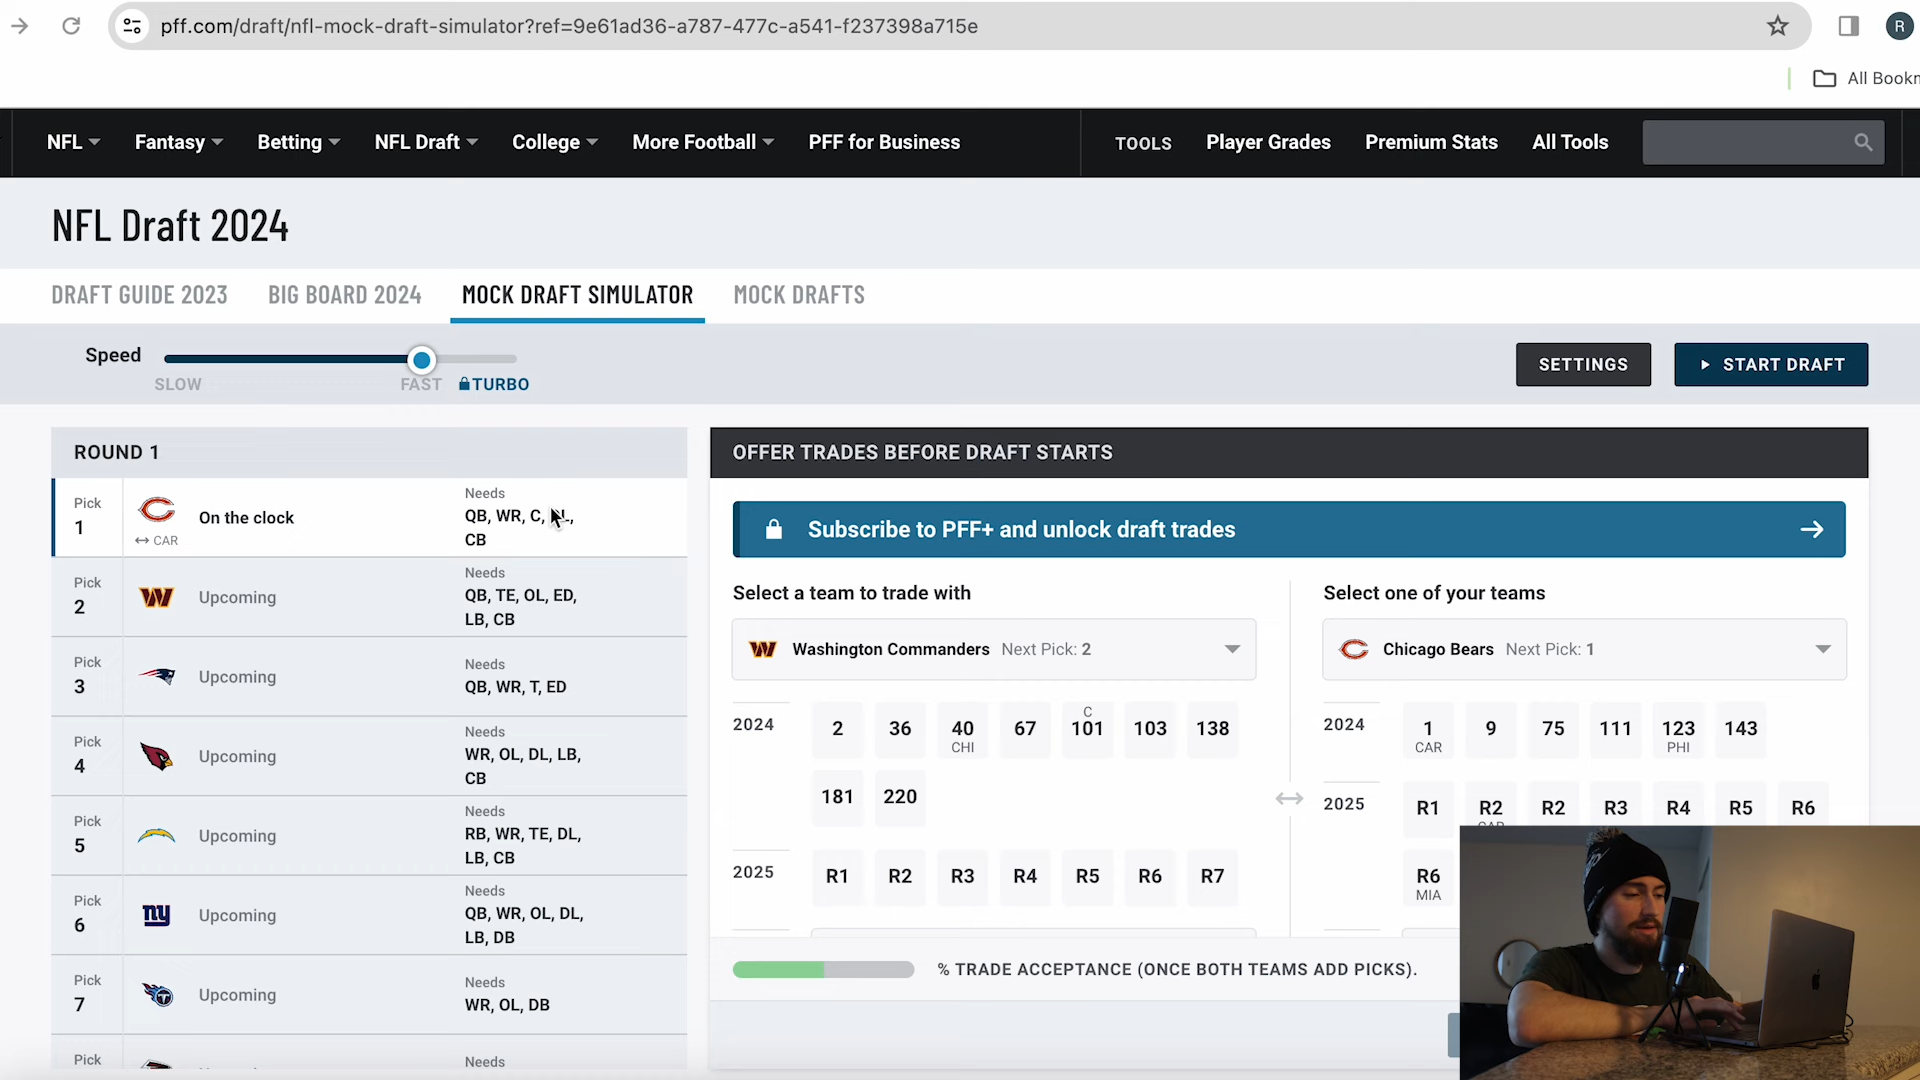 pff.com/draft/nfl-mock-draft-simulator?ref=9e61ad36-a787-477c-a541-f237398a715e
R
All Bookm
NFL Fantasy Betting NFL Draft College More Football PFF for Business TOOLS Player Grades Premium Stats All Tools
NFL Draft 2024
DRAFT GUIDE 2023 BIG BOARD 2024 MOCK DRAFT SIMULATOR MOCK DRAFTS
Speed
SLOW FAST TURBO
SETTINGS START DRAFT
ROUND 1
Pick
1
CAR
On the clock
Needs
QB, WR, C,
CB
Pick
2
Upcoming
Needs
QB, TE, OL, ED,
LB, CB
Pick
3
Upcoming
Needs
QB, WR, T, ED
Pick
4
Upcoming
Needs
WR, OL, DL, LB,
CB
Pick
5
Upcoming
Needs
RB, WR, TE, DL,
LB, CB
Pick
6
ny
Upcoming
Needs
QB, WR, OL, DL,
LB, DB
Pick
7
Upcoming
Needs
WR, OL, DB
Pick
Needs
OFFER TRADES BEFORE DRAFT STARTS
Subscribe to PFF+ and unlock draft trades
Select a team to trade with
W Washington Commanders Next Pick: 2
2024 2 36 40 67 101 103 138
CHI
C
181 220
2025 R1 R2 R3 R4 R5 R6 R7
Select one of your teams
C Chicago Bears Next Pick: 1
2024 1 9 75 111 123 143
CAR PHI
2025 R1 R2 R2 R3 R4 R5 R6
CAR
R6
MIA
% TRADE ACCEPTANCE (ONCE BOTH TEAMS ADD PICKS).